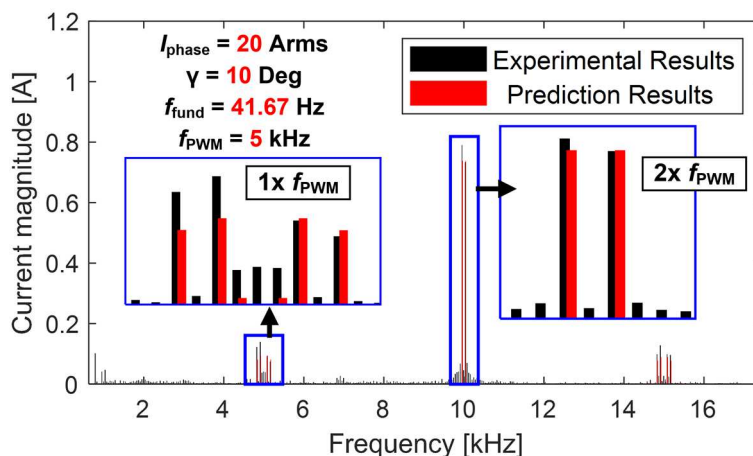 1.2
1
0.8
0.6
0.4
0.2
0
Current magnitude [A]
I_phase = 20 Arms
γ = 10 Deg
f_fund = 41.67 Hz
f_PWM = 5 kHz
Experimental Results
Prediction Results
1x f_PWM
2x f_PWM
2 4 6 8 10 12 14 16
Frequency [kHz]